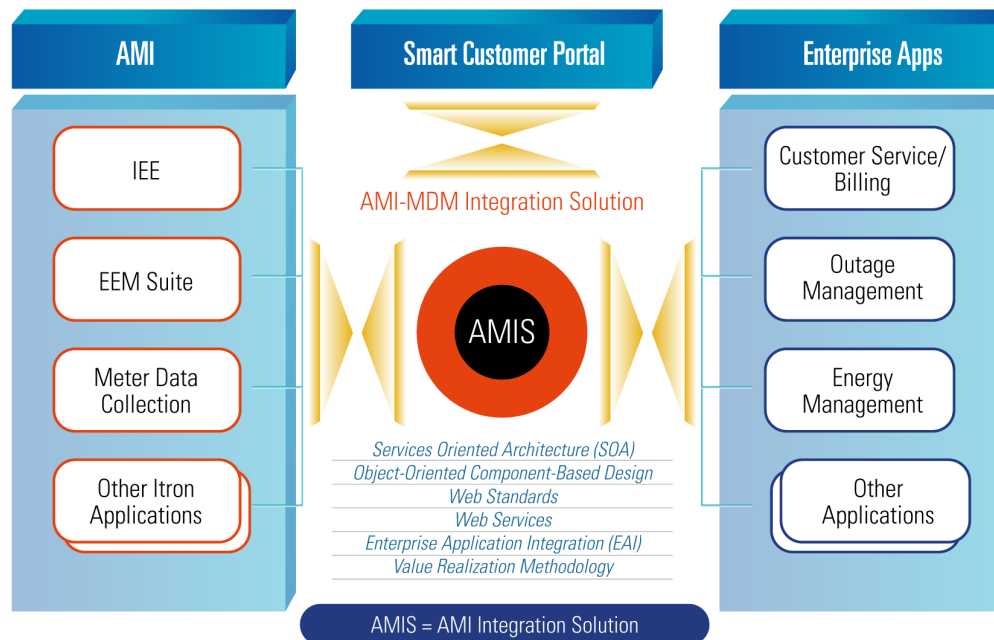 AMI
IEE
EEM Suite
Meter Data
Collection
Other Itron
Applications
Smart Customer Portal
AMI-MDM Integration Solution
AMIS
Services Oriented Architecture (SOA)
Object-Oriented Component-Based Design
Web Standards
Web Services
Enterprise Application Integration (EAI)
Value Realization Methodology
Enterprise Apps
Customer Service/
Billing
Outage
Management
Energy
Management
Other
Applications
AMIS = AMI Integration Solution